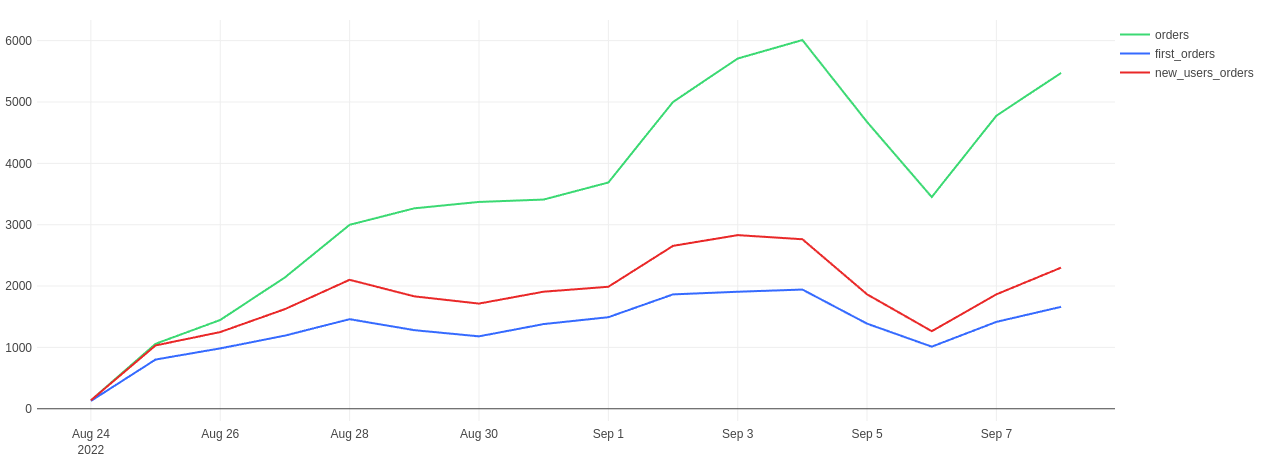 6000
5000
4000
3000
2000
1000
0
Aug 24
2022
Aug 26
Aug 28
Aug 30
Sep 1
Sep 3
Sep 5
Sep 7
orders
first_orders
new_users_orders